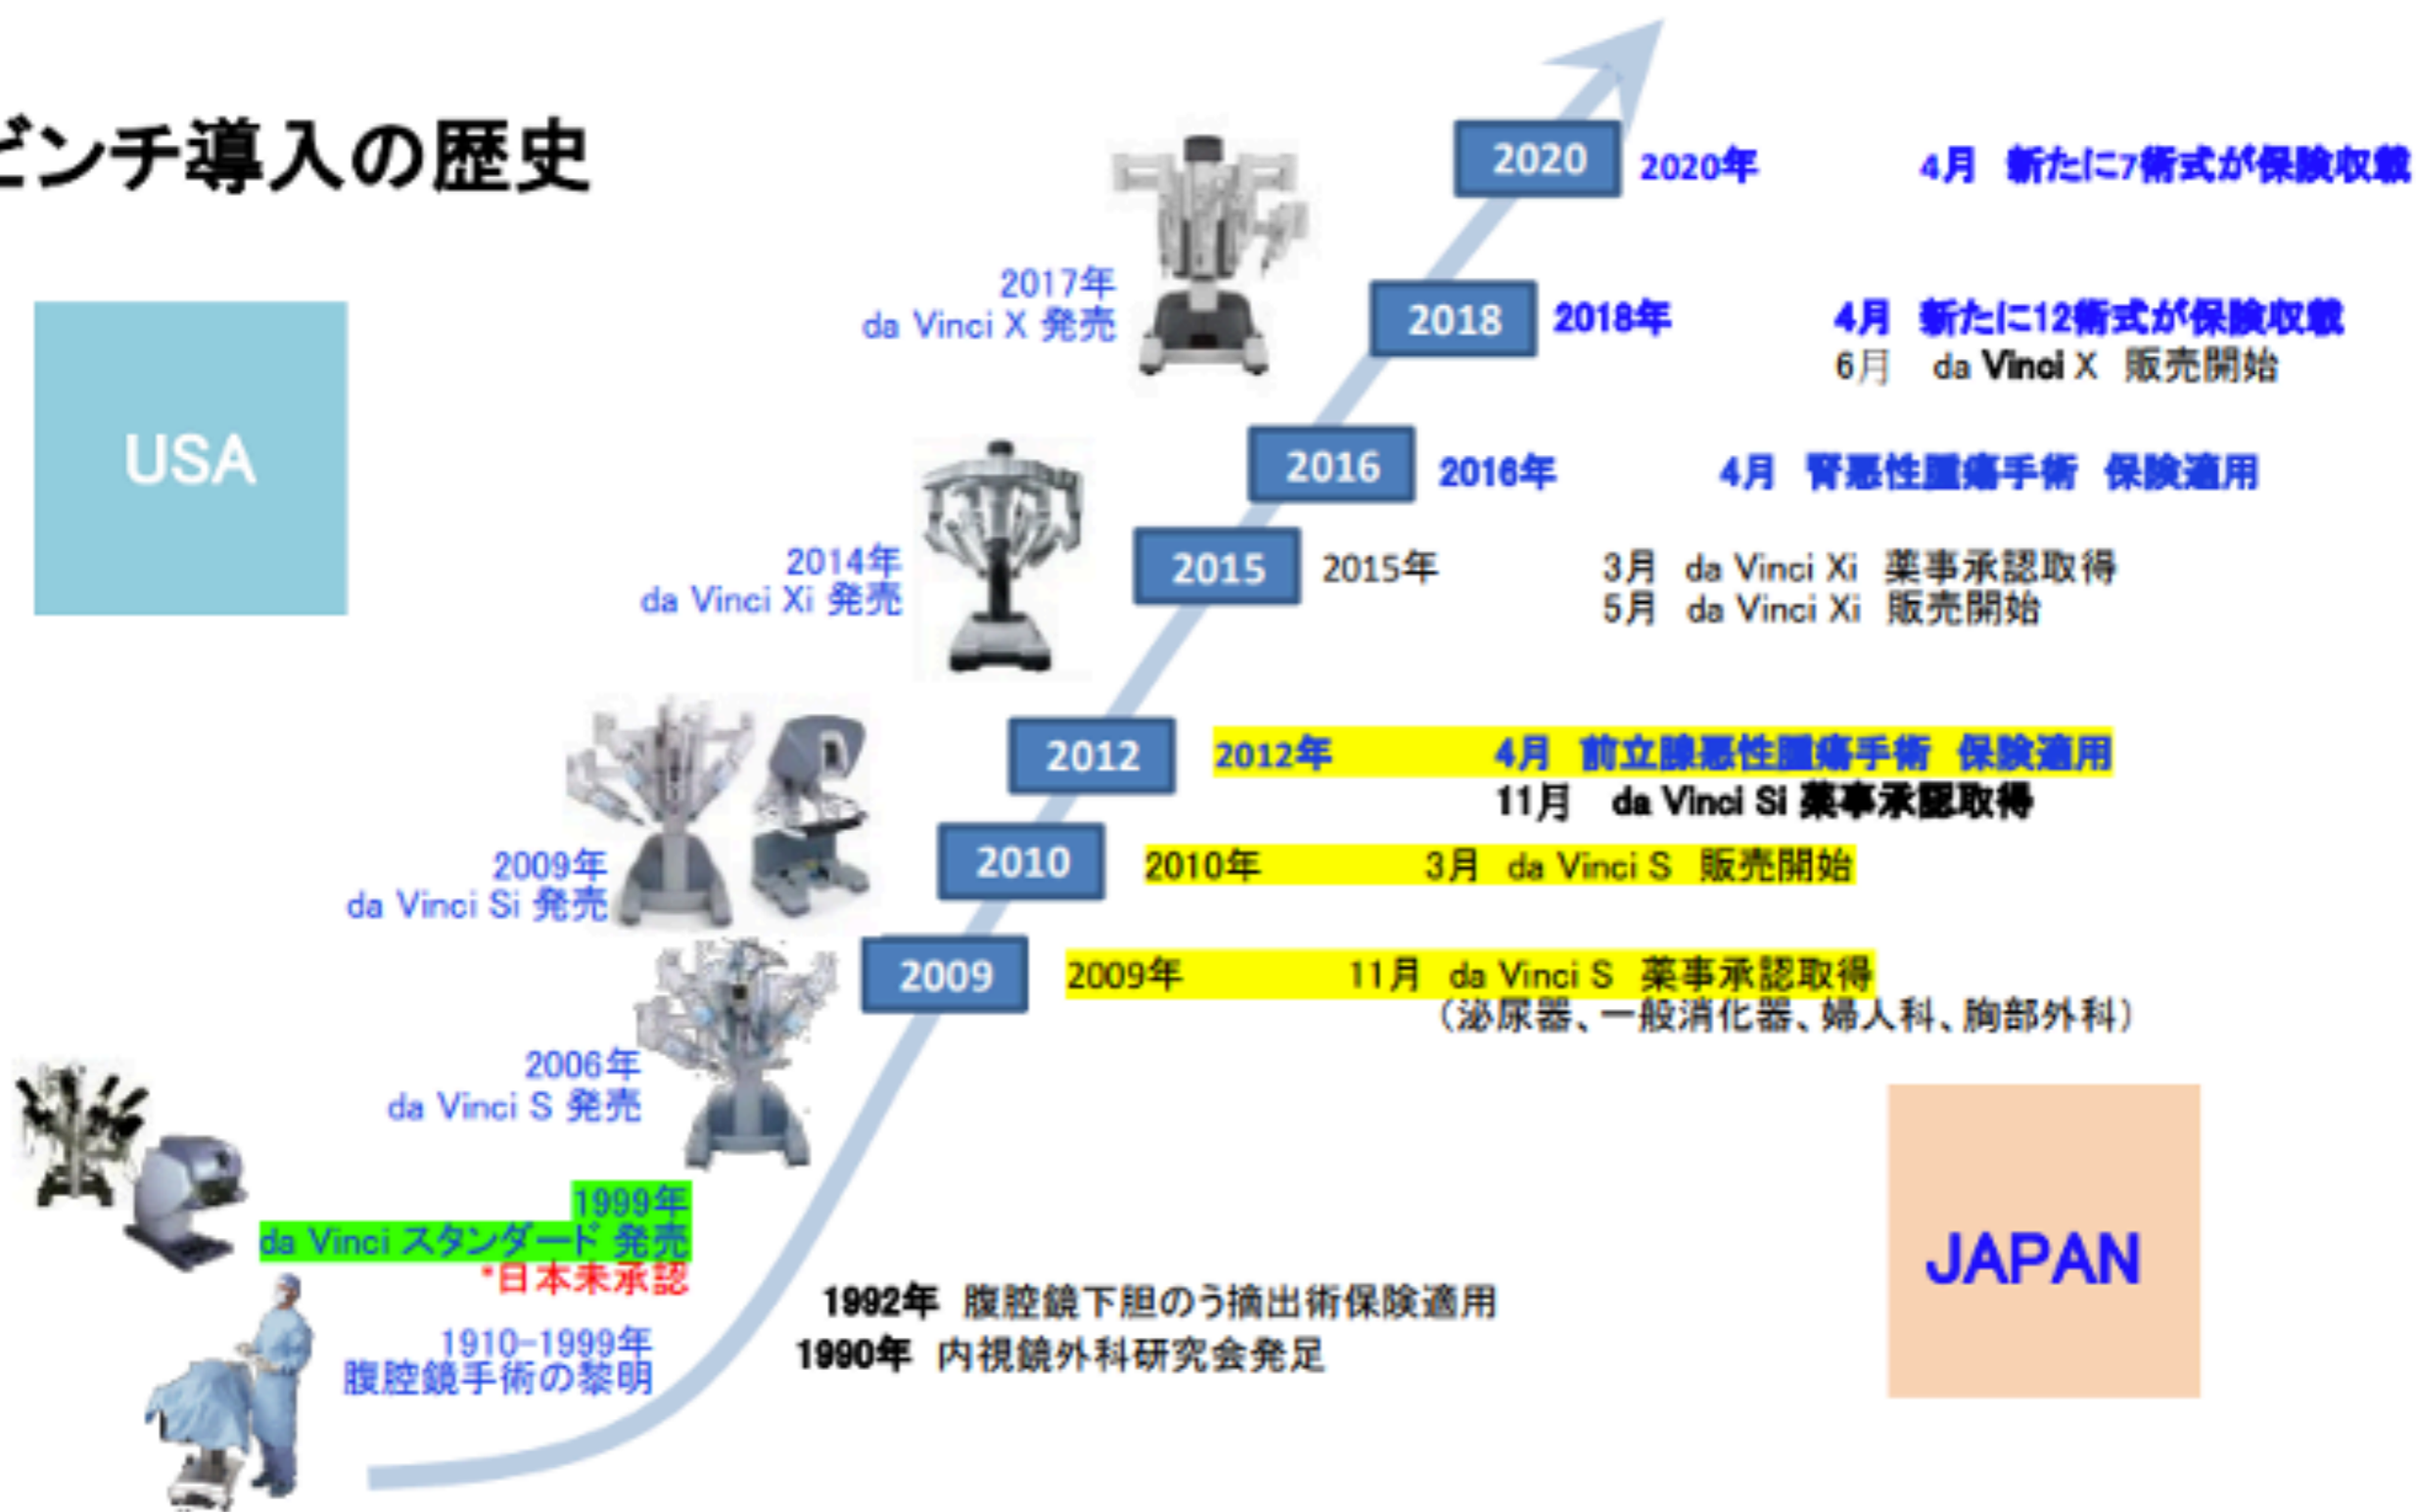 ビンチ導入の歴史
USA
2020
2020年 4月 新たに7術式が保険収載
2017年
da Vinci X 発売
2018
2018年 4月 新たに12術式が保険収載
6月 da Vinci X 販売開始
2016
2016年 4月 腎悪性腫瘍手術 保険適用
2014年
da Vinci Xi 発売
2015
2015年 3月 da Vinci Xi 薬事承認取得
5月 da Vinci Xi 販売開始
2012
2012年 4月 前立腺悪性腫瘍手術 保険適用
11月 da Vinci Si 薬事承認取得
2009年
da Vinci Si 発売
2010
2010年 3月 da Vinci S 販売開始
2009
2009年 11月 da Vinci S 薬事承認取得
（泌尿器、一般消化器、婦人科、胸部外科）
2006年
da Vinci S 発売
1999年
da Vinci スタンダード 発売
*日本未承認
1910-1999年
腹腔鏡手術の黎明
1992年 腹腔鏡下胆のう摘出術保険適用
1990年 内視鏡外科研究会発足
JAPAN